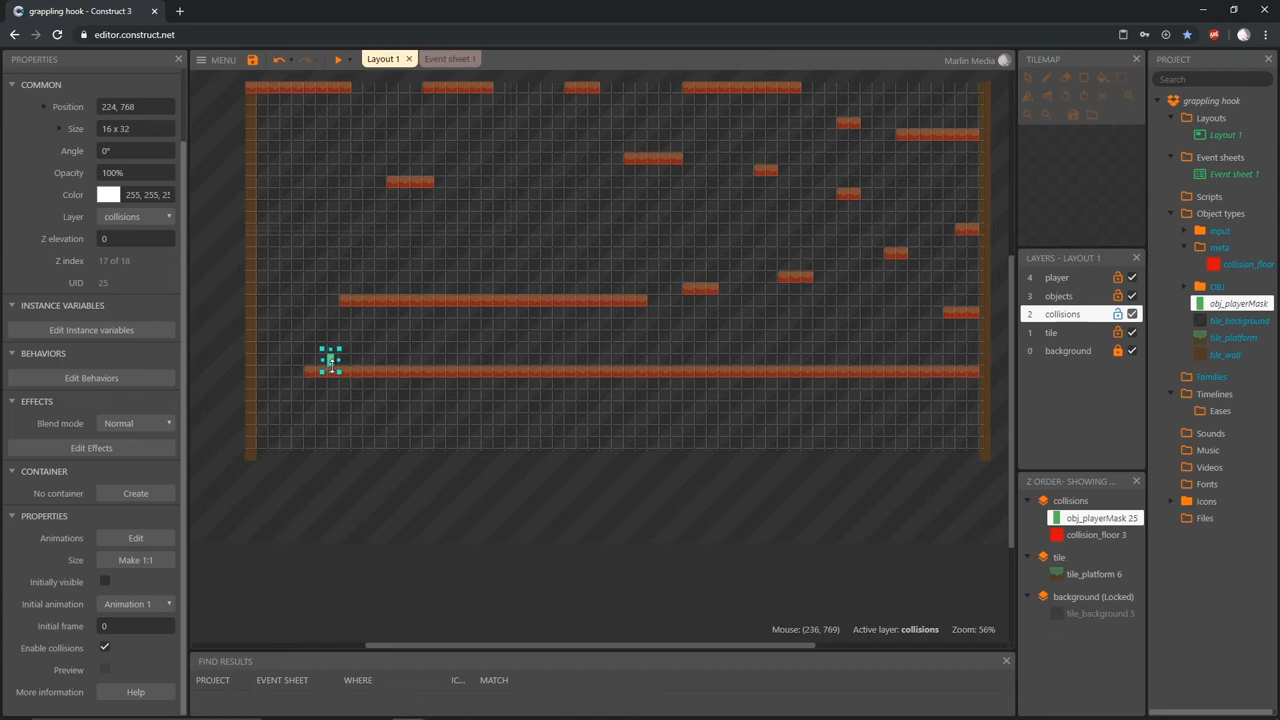 grappling hook - Construct 3
editor.construct.net
PROPERTIES
MENU
Layout 1
Event sheet 1
Marlin Media
TILEMAP
PROJECT
COMMON
Search
Position 224, 768
grappling hook
Size 16 x 32
Layouts
Layout 1
Angle 0°
Event sheets
Opacity 100%
Event sheet 1
Color 255, 255, 25
Scripts
Layer collisions
Object types
input
Z elevation 0
meta
Z index 17 of 18
LAYERS - LAYOUT 1
collision_floor
UID 25
4 player
OBJ
3 objects
obj_playerMask
INSTANCE VARIABLES
2 collisions
tile_background
Edit Instance variables
1 tile
tile_platform
BEHAVIORS
0 background
tile_wall
Edit Behaviors
Families
EFFECTS
Timelines
Eases
Blend mode Normal
Sounds
Edit Effects
Music
CONTAINER
Z ORDER- SHOWING ...
Videos
No container Create
collisions
Fonts
PROPERTIES
obj_playerMask 25
Icons
collision_floor 3
Files
Animations Edit
tile
Size Make 1:1
tile_platform 6
Initially visible
background (Locked)
Initial animation Animation 1
tile_background 5
Initial frame 0
Mouse: (236, 769) Active layer: collisions Zoom: 56%
Enable collisions
FIND RESULTS
Preview
PROJECT EVENT SHEET WHERE IC... MATCH
More information Help